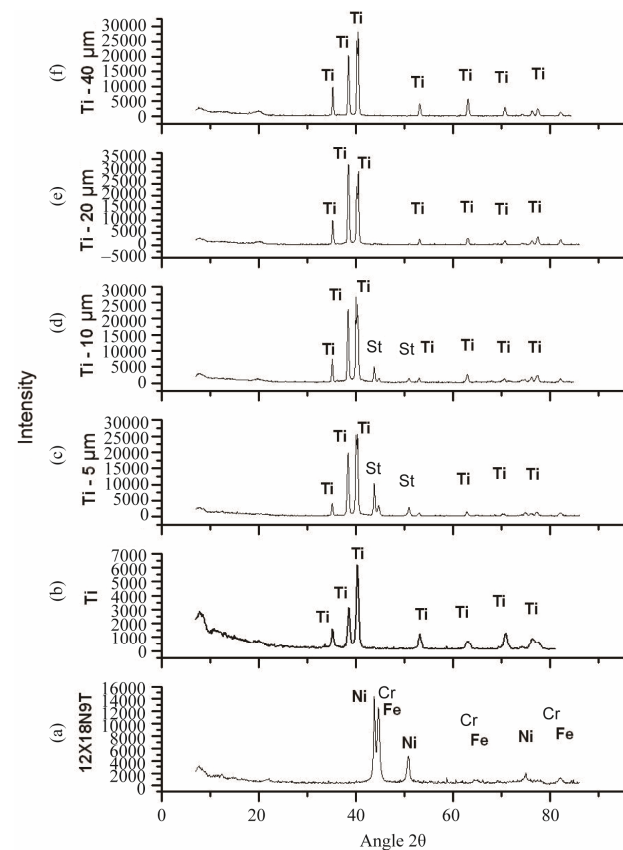 (f)
Ti - 40 μm
30000
25000
20000
15000
10000
5000
0
Ti
Ti
Ti
Ti
Ti
Ti
Ti
(e)
Ti - 20 μm
35000
30000
25000
20000
15000
10000
5000
0
–5000
Ti
Ti
Ti
Ti
Ti
Ti
Ti
(d)
Ti - 10 μm
30000
25000
20000
15000
10000
5000
0
Ti
Ti
Ti
St
St
Ti
Ti
Ti
Ti
(c)
Ti - 5 μm
30000
25000
20000
15000
10000
5000
0
Ti
Ti
Ti
St
St
Ti
Ti
Ti
(b)
Ti
7000
6000
5000
4000
3000
2000
1000
0
Ti
Ti
Ti
Ti
Ti
Ti
Ti
(a)
12X18N9T
16000
14000
12000
10000
8000
6000
4000
2000
0
Ni
Cr
Fe
Ni
Cr
Fe
Ni
Cr
Fe
0 20 40 60 80
Angle 2θ
Intensity